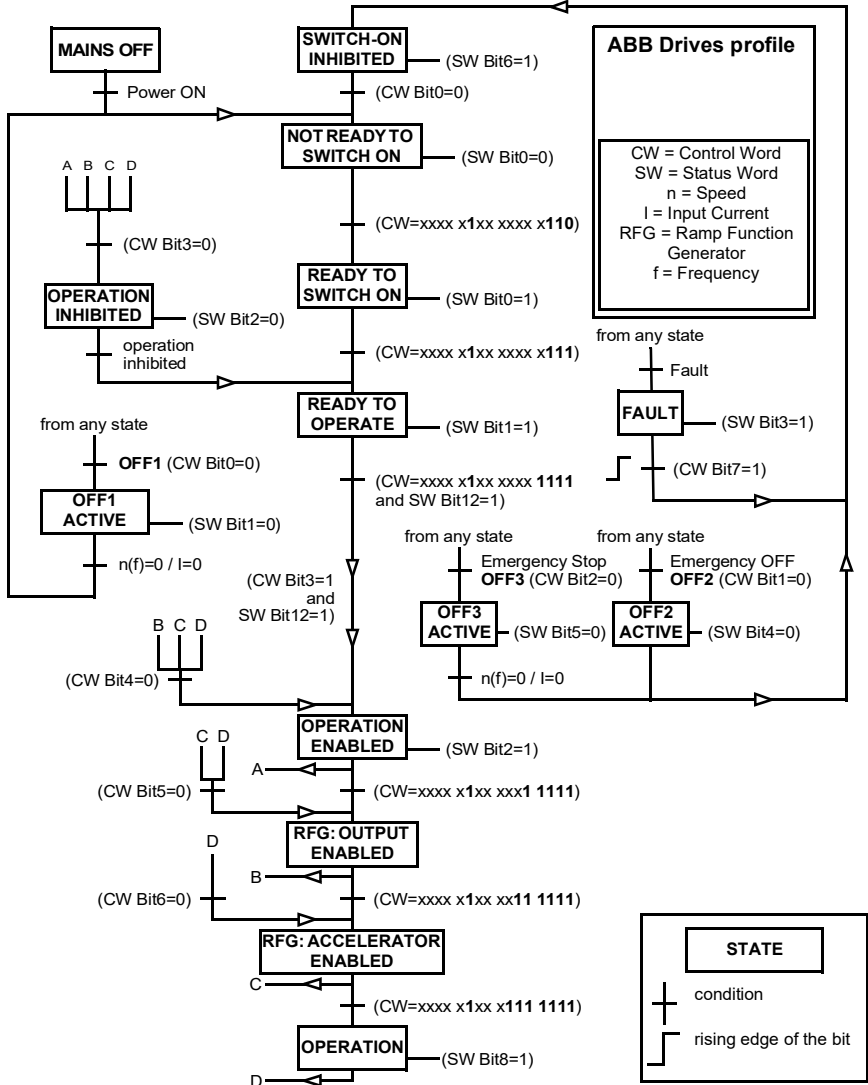 MAINS OFF
Power ON
SWITCH-ON
INHIBITED
(SW Bit6=1)
(CW Bit0=0)
ABB Drives profile
CW = Control Word
SW = Status Word
n = Speed
I = Input Current
RFG = Ramp Function
Generator
f = Frequency
NOT READY TO
SWITCH ON
(SW Bit0=0)
A B C D
(CW Bit3=0)
(CW=xxxx x1xx xxxx x110)
OPERATION
INHIBITED
(SW Bit2=0)
operation
inhibited
READY TO
SWITCH ON
(SW Bit0=1)
(CW=xxxx x1xx xxxx x111)
from any state
Fault
FAULT
(SW Bit3=1)
(CW Bit7=1)
READY TO
OPERATE
(SW Bit1=1)
from any state
OFF1 (CW Bit0=0)
OFF1
ACTIVE
(SW Bit1=0)
n(f)=0 / I=0
(CW=xxxx x1xx xxxx 1111
and SW Bit12=1)
(CW Bit3=1
and
SW Bit12=1)
from any state
Emergency Stop
OFF3 (CW Bit2=0)
OFF3
ACTIVE
(SW Bit5=0)
n(f)=0 / I=0
from any state
Emergency OFF
OFF2 (CW Bit1=0)
OFF2
ACTIVE
(SW Bit4=0)
B C D
(CW Bit4=0)
OPERATION
ENABLED
(SW Bit2=1)
A
C D
(CW Bit5=0)
(CW=xxxx x1xx xxx1 1111)
RFG: OUTPUT
ENABLED
B
D
(CW Bit6=0)
(CW=xxxx x1xx xx11 1111)
RFG: ACCELERATOR
ENABLED
C
(CW=xxxx x1xx x111 1111)
OPERATION
(SW Bit8=1)
D
STATE
condition
rising edge of the bit